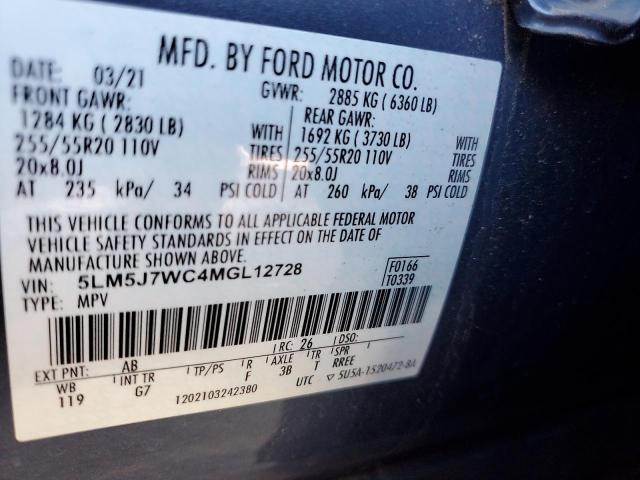 MFD. BY FORD MOTOR CO.
DATE: 03/21 GVWR: 2885 KG ( 6360 LB)
FRONT GAWR: REAR GAWR:
1284 KG ( 2830 LB) WITH 1692 KG ( 3730 LB) WITH
255/55R20 110V TIRES 255/55R20 110V TIRES
20x8.0J RIMS 20x8.0J RIMS
AT 235 kPa/ 34 PSI COLD AT 260 kPa/ 38 PSI COLD
THIS VEHICLE CONFORMS TO ALL APPLICABLE FEDERAL MOTOR
VEHICLE SAFETY STANDARDS IN EFFECT ON THE DATE OF
MANUFACTURE SHOWN ABOVE.
VIN: 5LM5J7WC4MGL12728 F0166
TYPE: MPV T0339
EXT PNT: AB RC: 26 DSO:
WB INT TR TP/PS R AXLE TR SPR
119 G7 F 3B T RREE
1202103242380 UTC ▽ 5U5A-1520472-BA